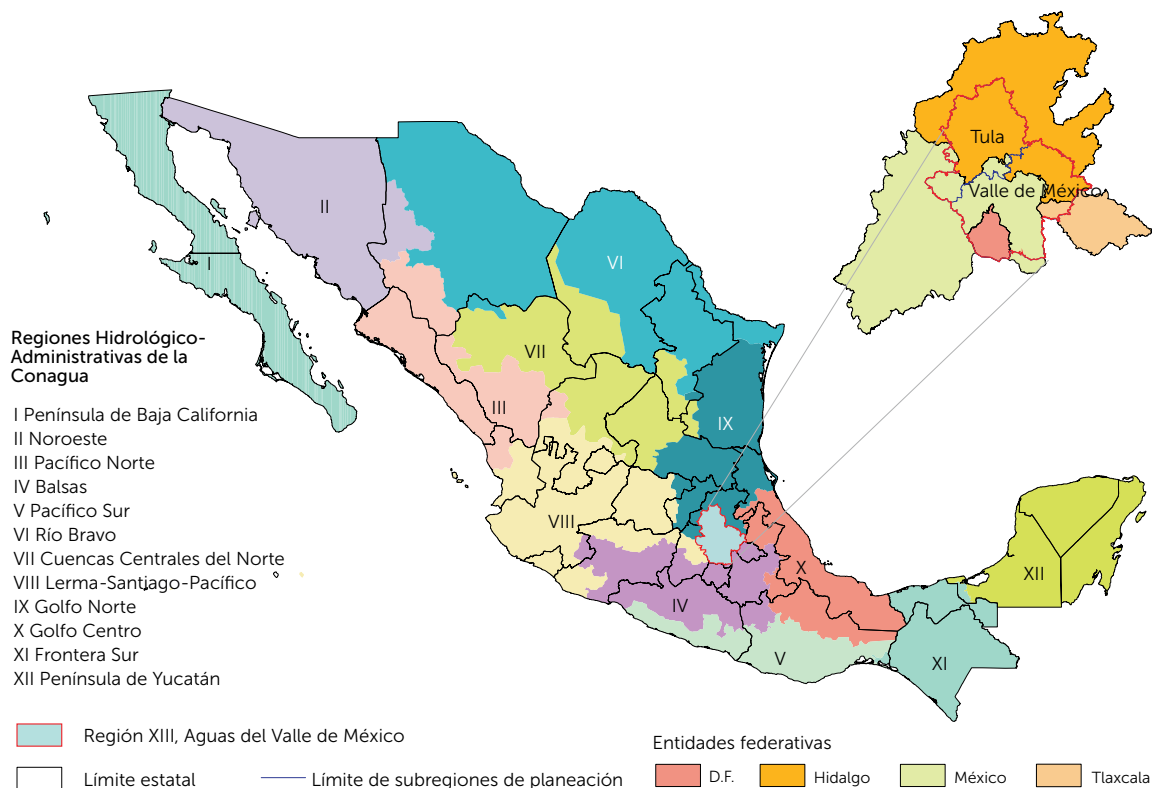 Tula
Valle de México
II
VI
I
VII
III
IX
VIII
X
XII
IV
V
XI
Regiones Hidrológico-
Administrativas de la
Conagua
I Península de Baja California
II Noroeste
III Pacífico Norte
IV Balsas
V Pacífico Sur
VI Río Bravo
VII Cuencas Centrales del Norte
VIII Lerma-Santiago-Pacífico
IX Golfo Norte
X Golfo Centro
XI Frontera Sur
XII Península de Yucatán
Región XIII, Aguas del Valle de México
Límite estatal
Límite de subregiones de planeación
Entidades federativas
D.F.
Hidalgo
México
Tlaxcala